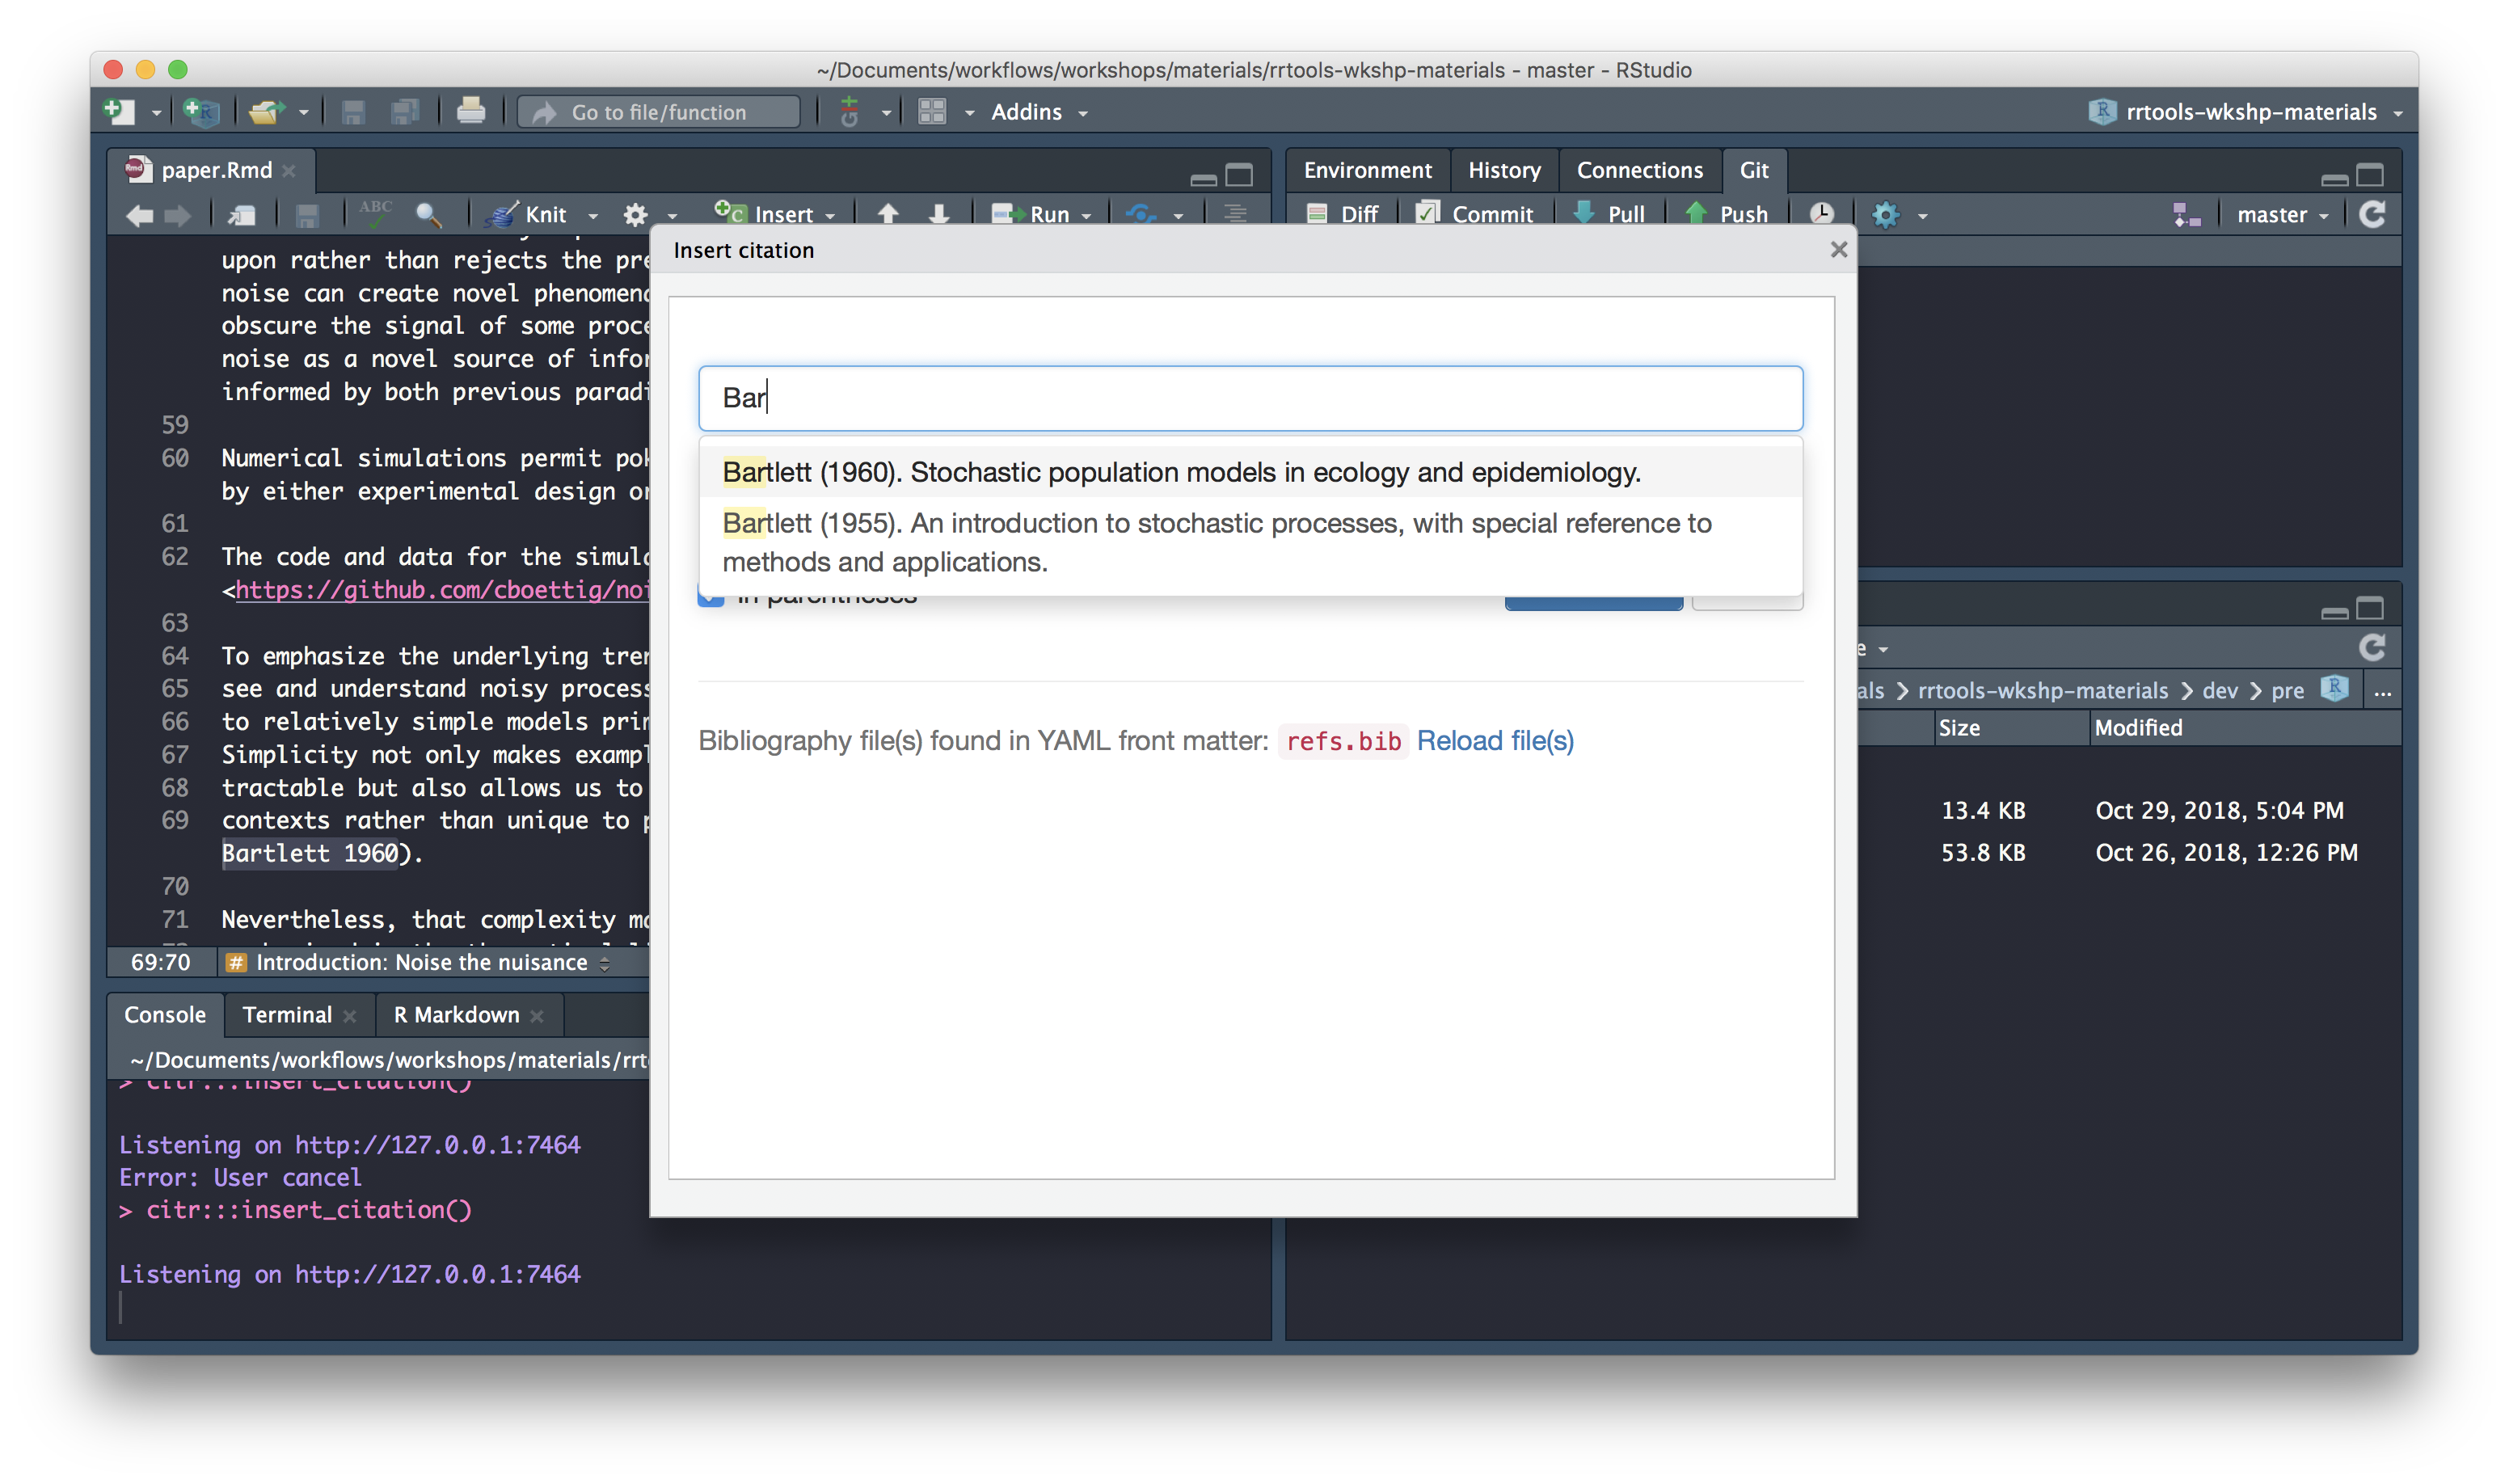 ~/Documents/workflows/workshops/materials/rrtools-wkshp-materials - master - RStudio
Go to file/function
Addins
rrtools-wkshp-materials
paper.Rmd
ABC
Knit
Insert
Run
upon rather than rejects the pre
noise can create novel phenomena
obscure the signal of some proce
noise as a novel source of infor
informed by both previous paradi
59
60 Numerical simulations permit pok
by either experimental design or
61
62 The code and data for the simula
<https://github.com/cboettig/noi
63
64 To emphasize the underlying tren
65 see and understand noisy process
66 to relatively simple models prim
67 Simplicity not only makes exampl
68 tractable but also allows us to
69 contexts rather than unique to p
Bartlett 1960).
70
71 Nevertheless, that complexity ma
69:70
# Introduction: Noise the nuisance
Console
Terminal
R Markdown
~/Documents/workflows/workshops/materials/rrto
> citr:::insert_citation()
Listening on http://127.0.0.1:7464
Error: User cancel
> citr:::insert_citation()
Listening on http://127.0.0.1:7464
Insert citation
Bar
Bartlett (1960). Stochastic population models in ecology and epidemiology.
Bartlett (1955). An introduction to stochastic processes, with special reference to
methods and applications.
in parentheses
Bibliography file(s) found in YAML front matter: refs.bib Reload file(s)
Environment
History
Connections
Git
Diff
Commit
Pull
Push
master
e
als > rrtools-wkshp-materials > dev > pre
...
Size
Modified
13.4 KB Oct 29, 2018, 5:04 PM
53.8 KB Oct 26, 2018, 12:26 PM